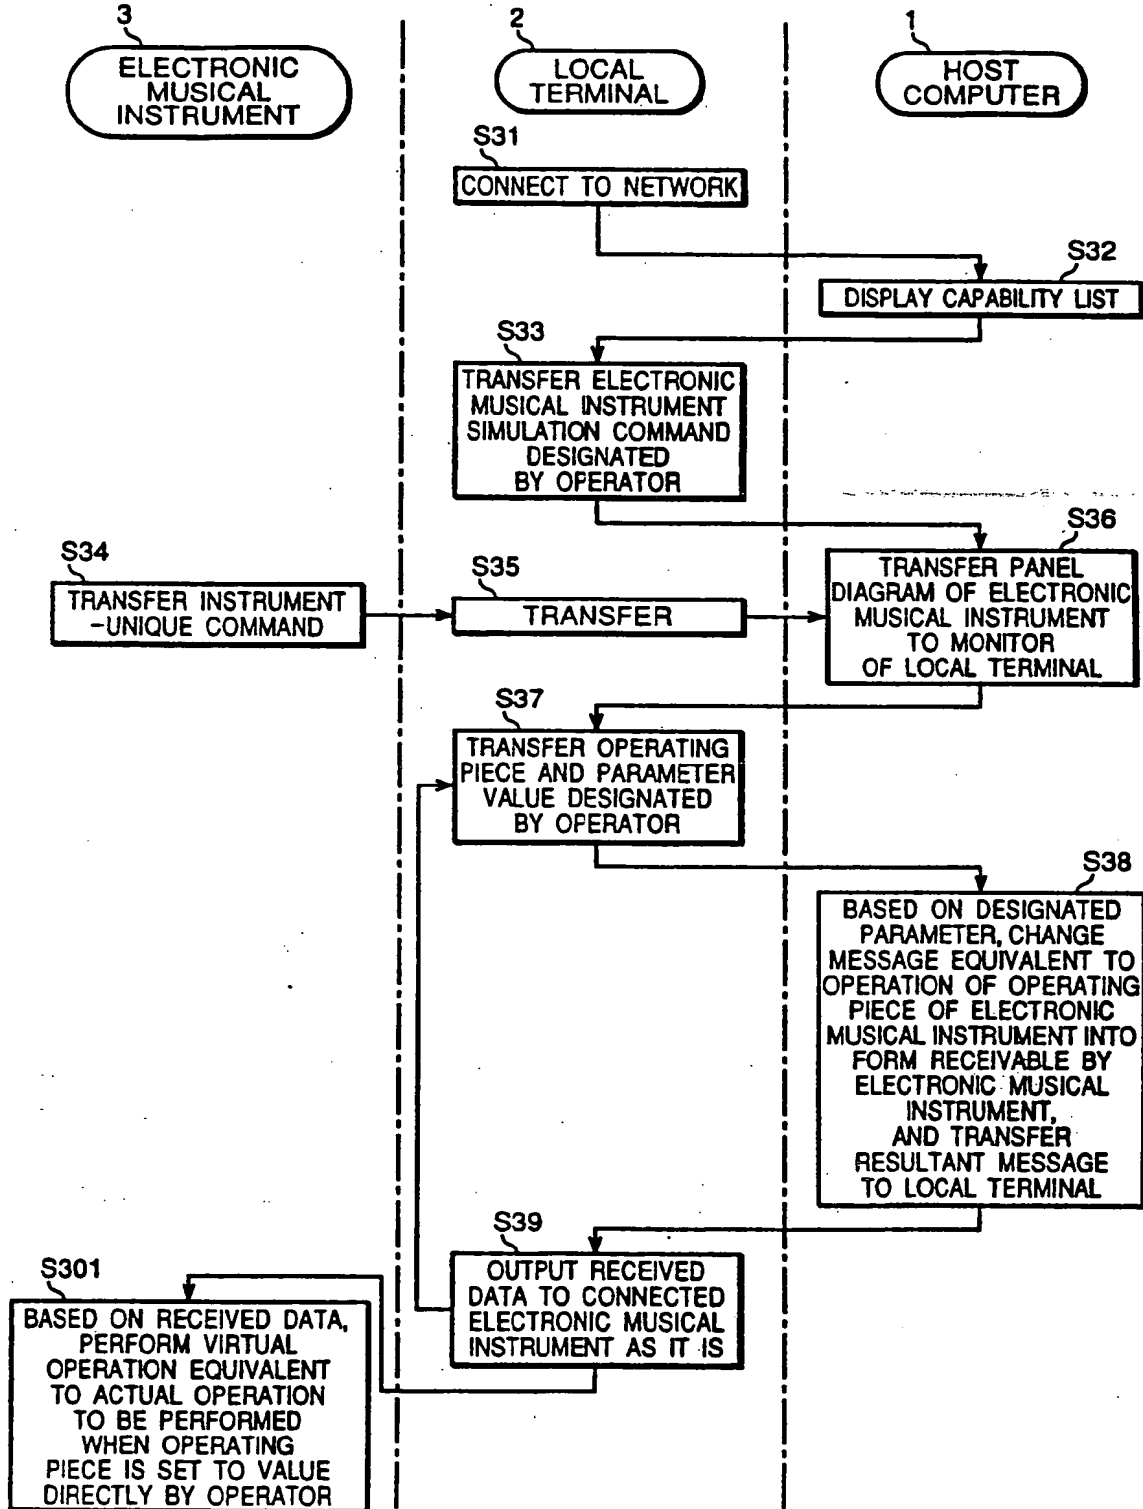 3
ELECTRONIC
MUSICAL
INSTRUMENT
2
LOCAL
TERMINAL
1
HOST
COMPUTER
S31
CONNECT TO NETWORK
S32
DISPLAY CAPABILITY LIST
S33
TRANSFER ELECTRONIC
MUSICAL INSTRUMENT
SIMULATION COMMAND
DESIGNATED
BY OPERATOR
S34
TRANSFER INSTRUMENT
-UNIQUE COMMAND
S35
TRANSFER
S36
TRANSFER PANEL
DIAGRAM OF ELECTRONIC
MUSICAL INSTRUMENT
TO MONITOR
OF LOCAL TERMINAL
S37
TRANSFER OPERATING
PIECE AND PARAMETER
VALUE DESIGNATED
BY OPERATOR
S38
BASED ON DESIGNATED
PARAMETER, CHANGE
MESSAGE EQUIVALENT TO
OPERATION OF OPERATING
PIECE OF ELECTRONIC
MUSICAL INSTRUMENT INTO
FORM RECEIVABLE BY
ELECTRONIC MUSICAL
INSTRUMENT,
AND TRANSFER
RESULTANT MESSAGE
TO LOCAL TERMINAL
S39
OUTPUT RECEIVED
DATA TO CONNECTED
ELECTRONIC MUSICAL
INSTRUMENT AS IT IS
S301
BASED ON RECEIVED DATA,
PERFORM VIRTUAL
OPERATION EQUIVALENT
TO ACTUAL OPERATION
TO BE PERFORMED
WHEN OPERATING
PIECE IS SET TO VALUE
DIRECTLY BY OPERATOR